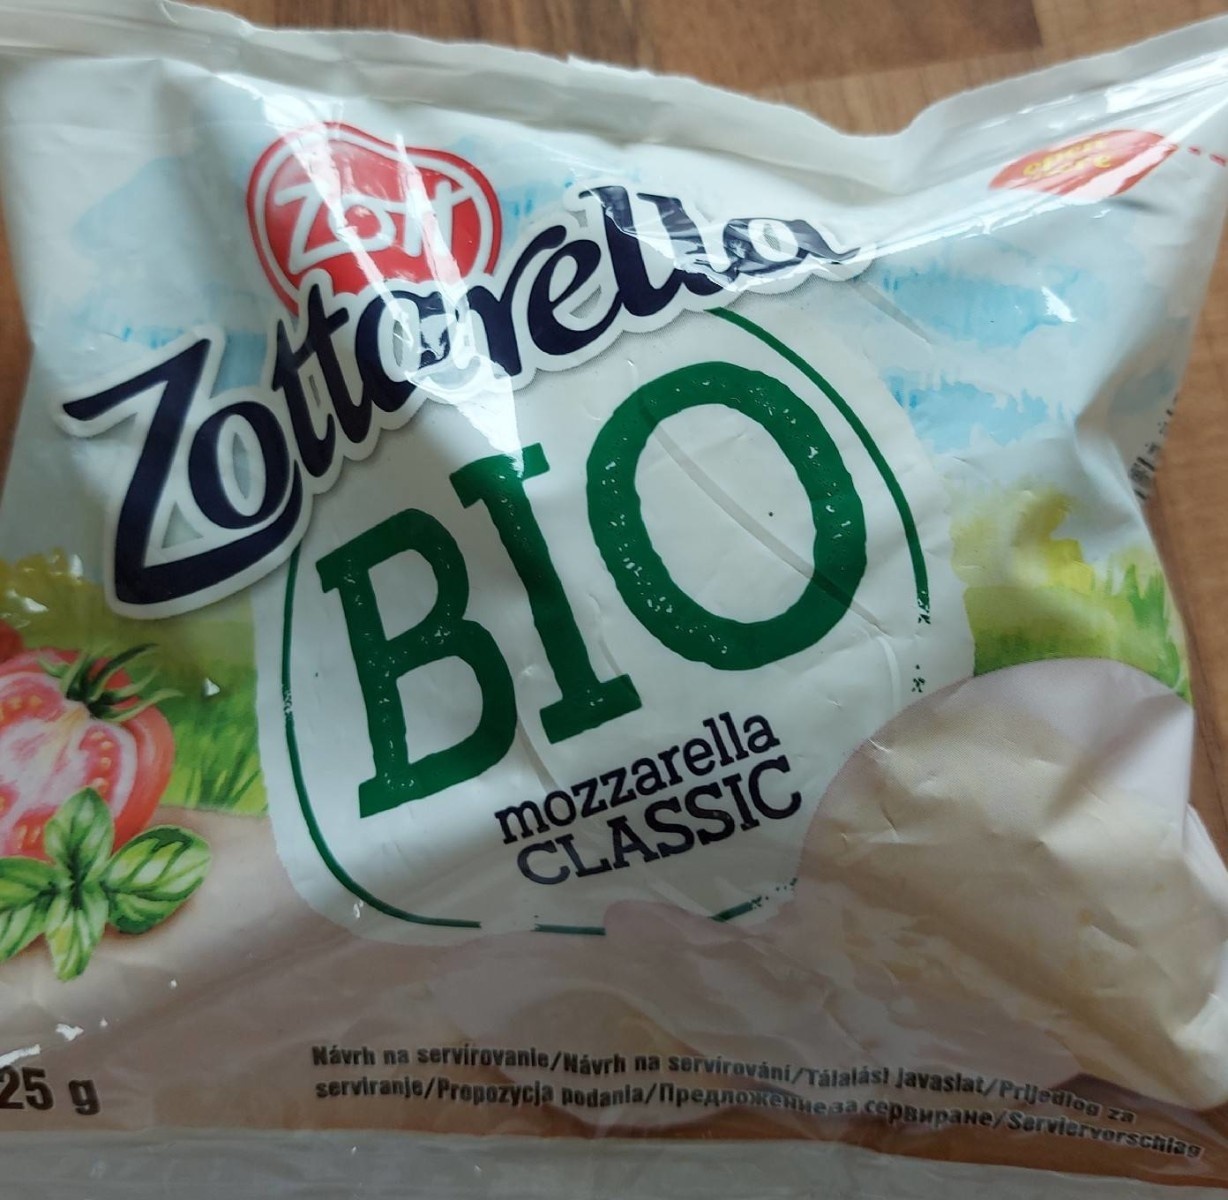 Zott
Zottarella
BIO
mozzarella
CLASSIC
25 g
Návrh na servírovanie/Návrh na servírování/Tálalási javaslat/Prijedlog za
serviranje/Propozycja podania/Предложение за сервиране/Serviervorschlag